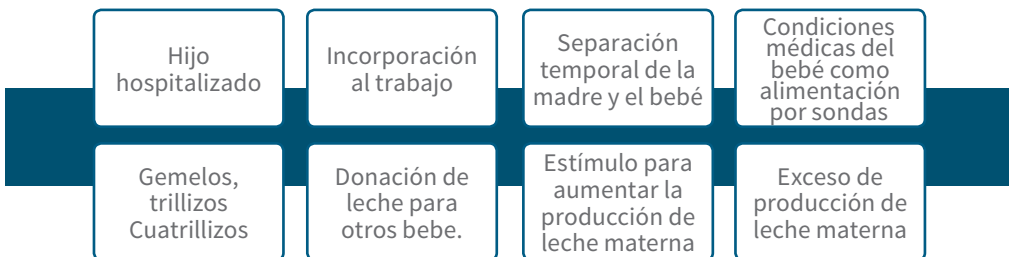 Hijo
hospitalizado
Incorporación
al trabajo
Separación
temporal de la
madre y el bebé
Condiciones
médicas del
bebé como
alimentación
por sondas
Gemelos,
trillizos
Cuatrillizos
Donación de
leche para
otros bebe.
Estímulo para
aumentar la
producción de
leche materna
Exceso de
producción de
leche materna